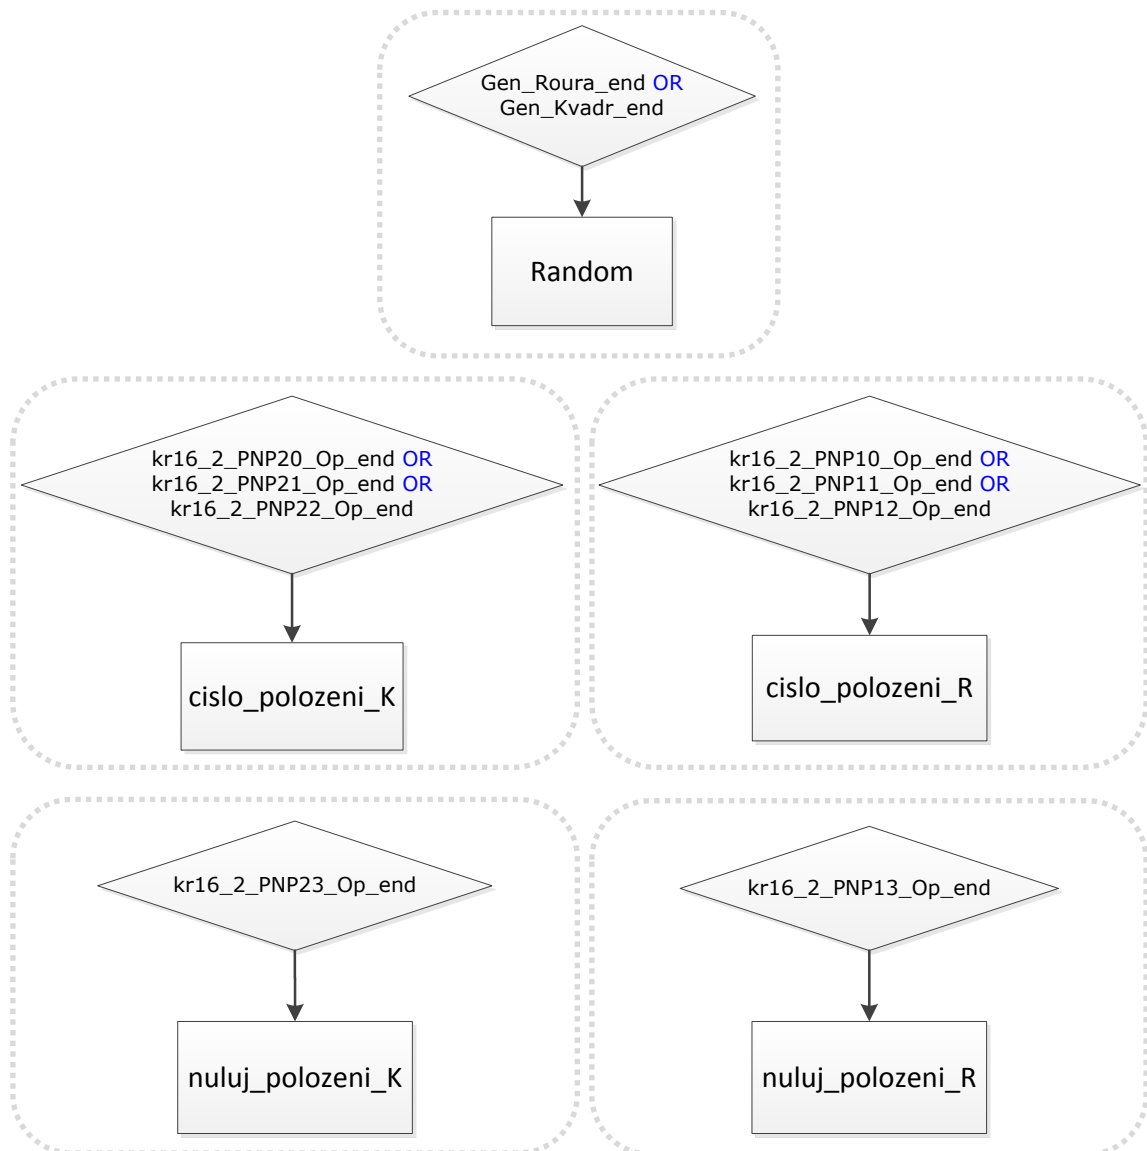 Gen_Roura_end OR
Gen_Kvadr_end
Random
kr16_2_PNP20_Op_end OR
kr16_2_PNP21_Op_end OR
kr16_2_PNP22_Op_end
cislo_polozeni_K
kr16_2_PNP10_Op_end OR
kr16_2_PNP11_Op_end OR
kr16_2_PNP12_Op_end
cislo_polozeni_R
kr16_2_PNP23_Op_end
nuluj_polozeni_K
kr16_2_PNP13_Op_end
nuluj_polozeni_R